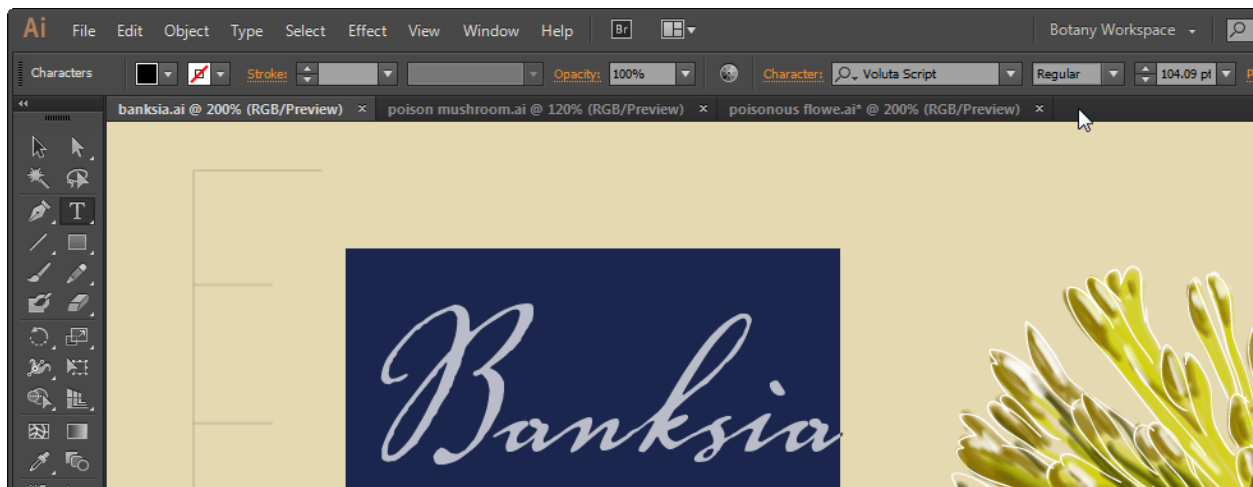 Ai File Edit Object Type Select Effect View Window Help Br Botany Workspace
Characters Stroke: Opacity: 100% Character: Voluta Script Regular 104.09 pt
banksia.ai @ 200% (RGB/Preview) × poison mushroom.ai @ 120% (RGB/Preview) × poisonous flowe.ai* @ 200% (RGB/Preview) ×
T
Banksia